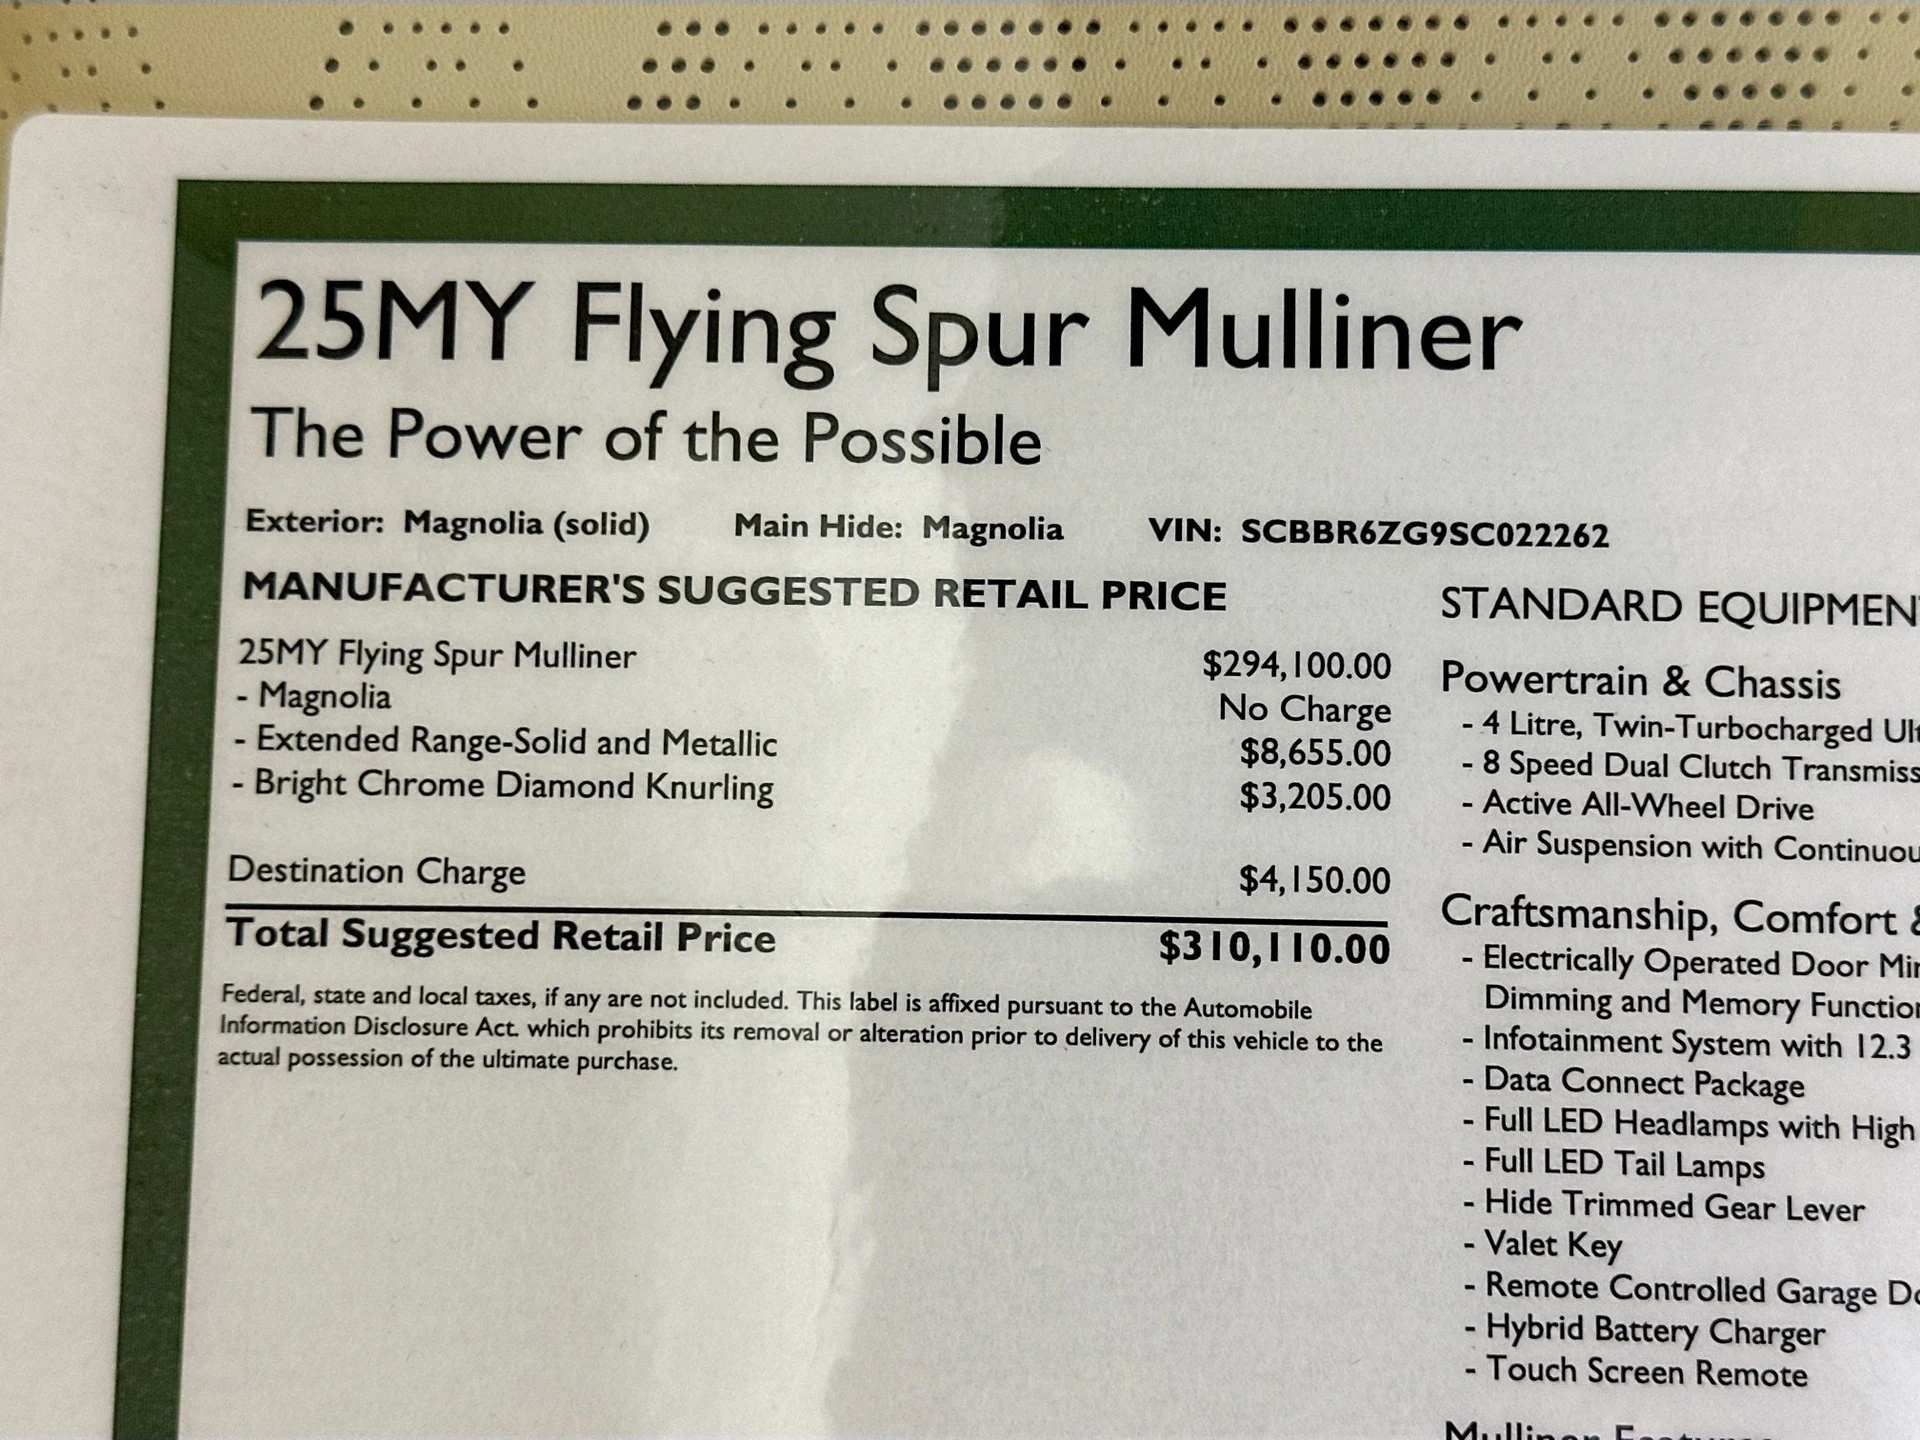 25MY Flying Spur Mulliner
The Power of the Possible
Exterior: Magnolia (solid) Main Hide: Magnolia VIN: SCBBR6ZG9SC022262
MANUFACTURER'S SUGGESTED RETAIL PRICE
25MY Flying Spur Mulliner $294,100.00
- Magnolia No Charge
- Extended Range-Solid and Metallic $8,655.00
- Bright Chrome Diamond Knurling $3,205.00
Destination Charge $4,150.00
Total Suggested Retail Price $310,110.00
Federal, state and local taxes, if any are not included. This label is affixed pursuant to the Automobile
Information Disclosure Act. which prohibits its removal or alteration prior to delivery of this vehicle to the
actual possession of the ultimate purchase.
STANDARD
Powertrain & Chassis
- 4 Litre, Twin-Turbocharged
- 8 Speed Dual Clutch
- Active All-Wheel Drive
- Air Suspension with
Craftsmanship, Comfort
- Electrically Operated Door
Dimming and Memory
- Infotainment System with 12.3
- Data Connect Package
- Full LED Headlamps with High
- Full LED Tail Lamps
- Hide Trimmed Gear Lever
- Valet Key
- Remote Controlled Garage
- Hybrid Battery Charger
- Touch Screen Remote